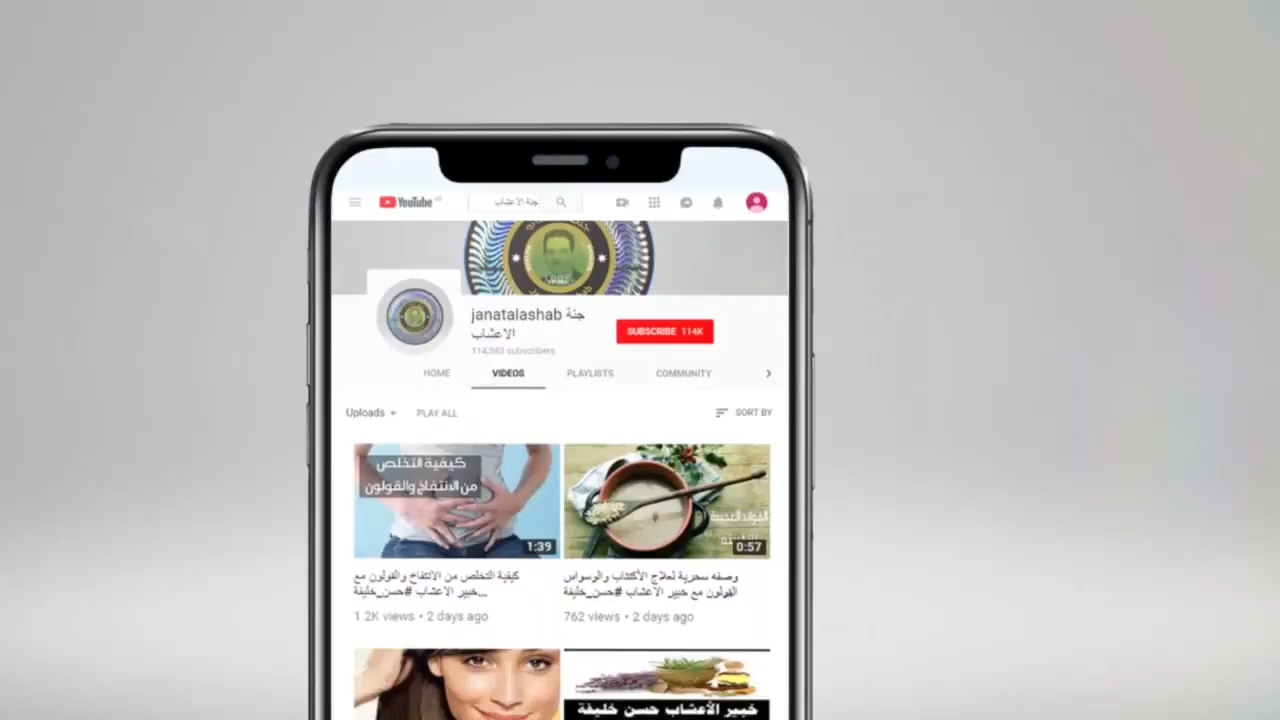 YouTube
جنة الاعشاب
janatalashab جنة
الاعشاب
SUBSCRIBE 114K
114,383 subscribers
HOME
VIDEOS
PLAYLISTS
COMMUNITY
Uploads
PLAY ALL
SORT BY
كيفية التخلص
من الانتفاخ والقولون
1:39
الفوائد العجيبة
0:57
كيفية التخلص من الانتفاخ والقولون مع
خبير الاعشاب #حسن_خليفة...
1.2K views • 2 days ago
وصفه سحرية لعلاج الأكتئاب والوسواس
القولون مع خبير الاعشاب #حسن_خليفة
762 views • 2 days ago
خبير الأعشاب حسن خليفة